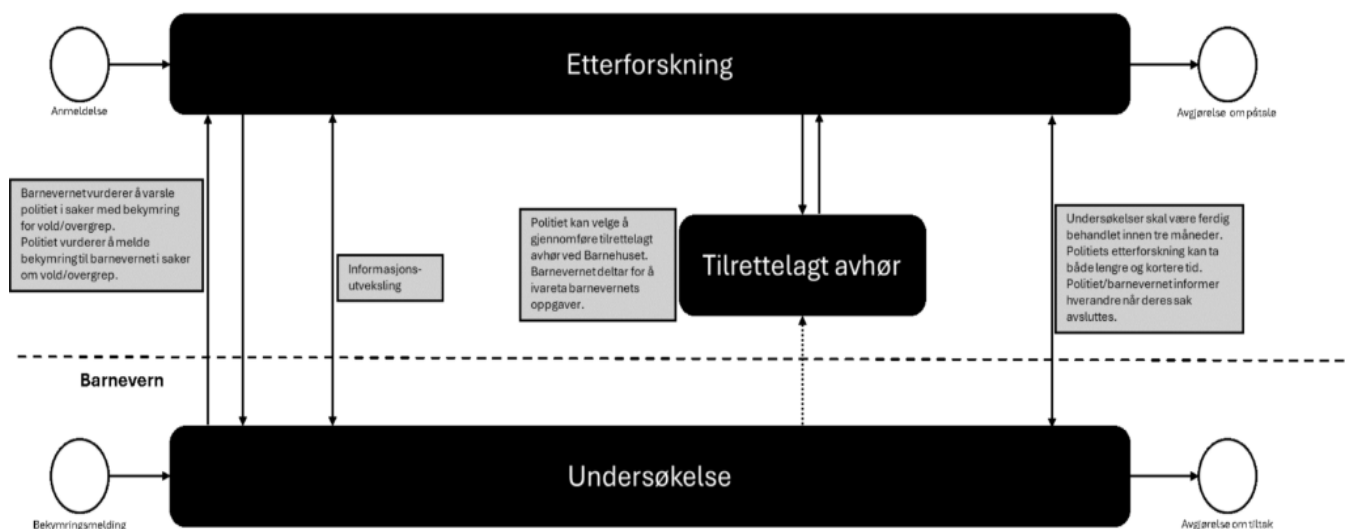 Etterforskning
Anmeldelse
Avgjørelse om påtale
Barnevernet vurderer å varsle
politiet i saker med bekymring
for vold/overgrep.
Politiet vurderer å melde
bekymring til barnevernet i saker
om vold/overgrep.
Informasjons-
utveksling
Politiet kan velge å
gjennomføre tilrettelagt
avhør ved Barnehuset.
Barnevernet deltar for å
ivareta barnevernets
oppgaver.
Tilrettelagt avhør
Undersøkelser skal være ferdig
behandlet innen tre måneder.
Politiets etterforskning kan ta
både lengre og kortere tid.
Politiet/barnevernet informer
hverandre når deres sak
avsluttes.
Barnevern
Undersøkelse
Bekymringsmelding
Avgjørelse om tiltak